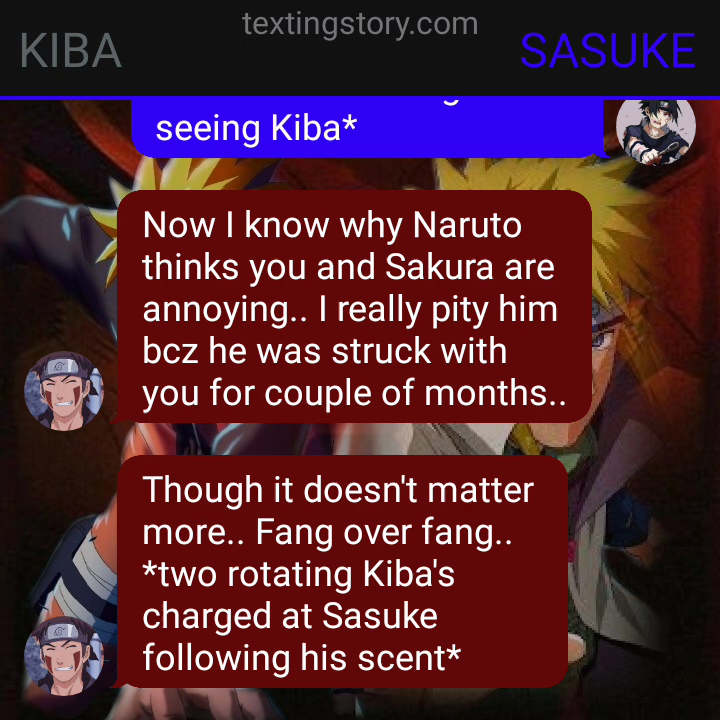 textingstory.com
KIBA
SASUKE
seeing Kiba*
Now I know why Naruto
thinks you and Sakura are
annoying.. I really pity him
bcz he was struck with
you for couple of months..
Though it doesn't matter
more.. Fang over fang..
*two rotating Kiba's
charged at Sasuke
following his scent*